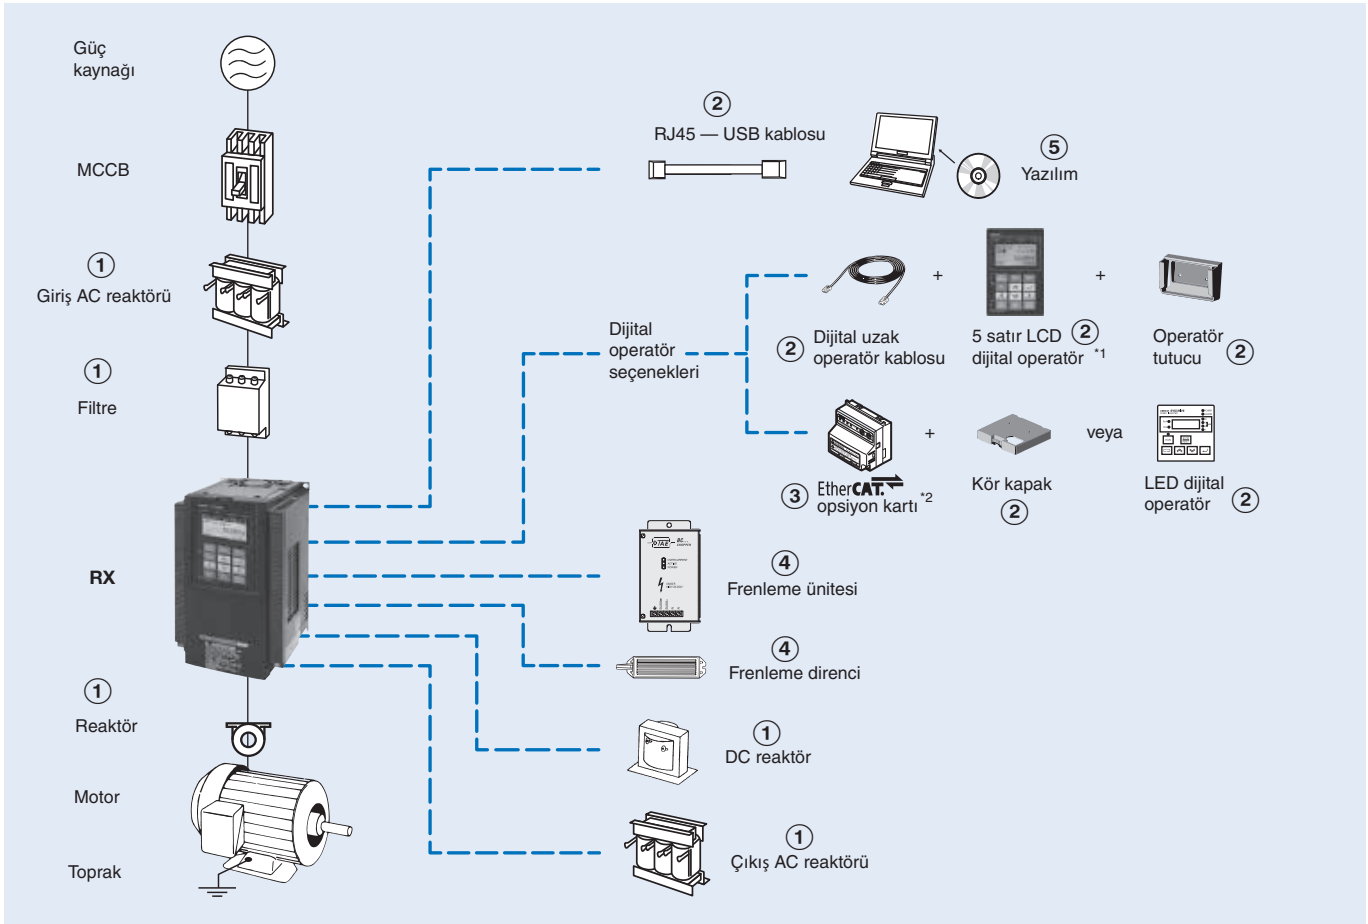 Güç
kaynağı
MCCB
①
Giriş AC reaktörü
①
Filtre
RX
①
Reaktör
Motor
Toprak
②
RJ45 — USB kablosu
⑤
Yazılım
Dijital
operatör
seçenekleri
+
+
② Dijital uzak
operatör kablosu
5 satır LCD ②
dijital operatör *1
Operatör
tutucu ②
+
veya
③ EtherCAT.
opsiyon kartı *2
Kör kapak
②
LED dijital
operatör ②
④
Frenleme ünitesi
④
Frenleme direnci
①
DC reaktör
①
Çıkış AC reaktörü